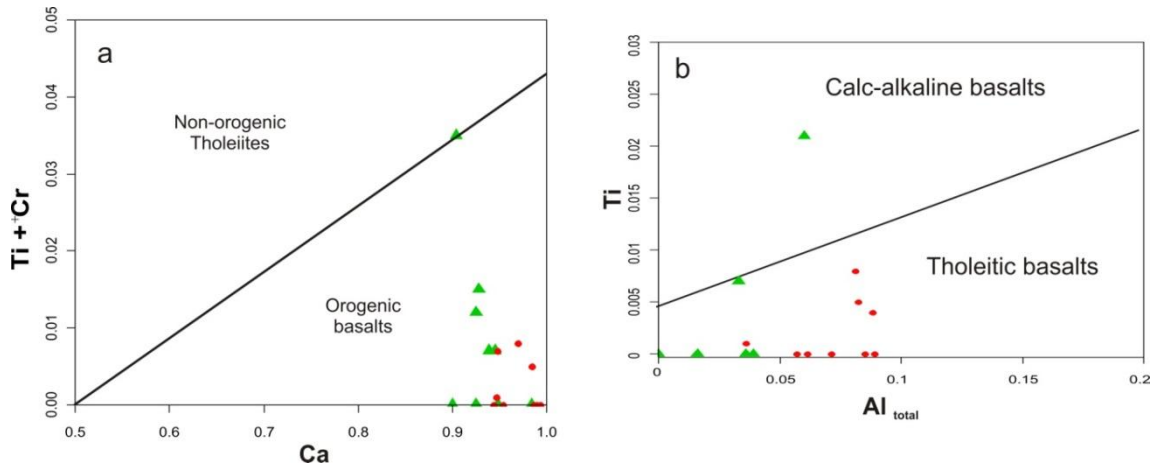 a
0.05
0.04
0.03
0.02
0.01
0.00
Ti + +Cr
Non-orogenic
Tholeiites
Orogenic
basalts
0.5 0.6 0.7 0.8 0.9 1.0
Ca
b
0.03
0.025
0.02
0.015
0.01
0.005
0
Ti
Calc-alkaline basalts
Tholeitic basalts
0 0.05 0.1 0.15 0.2
Al total